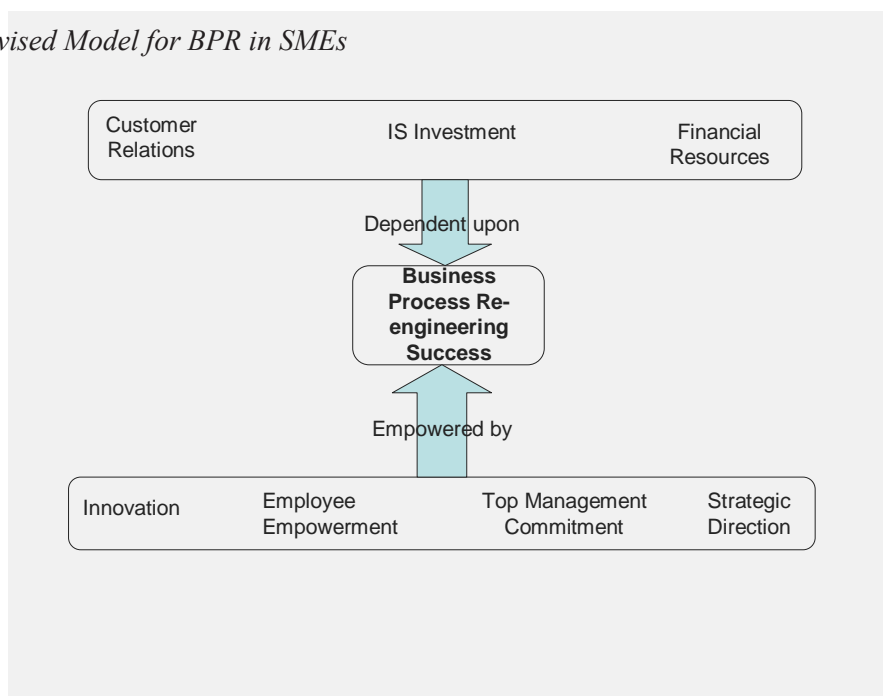 vised Model for BPR in SMEs
Customer
Relations
IS Investment
Financial
Resources
Dependent upon
Business
Process Re-
engineering
Success
Empowered by
Innovation
Employee
Empowerment
Top Management
Commitment
Strategic
Direction